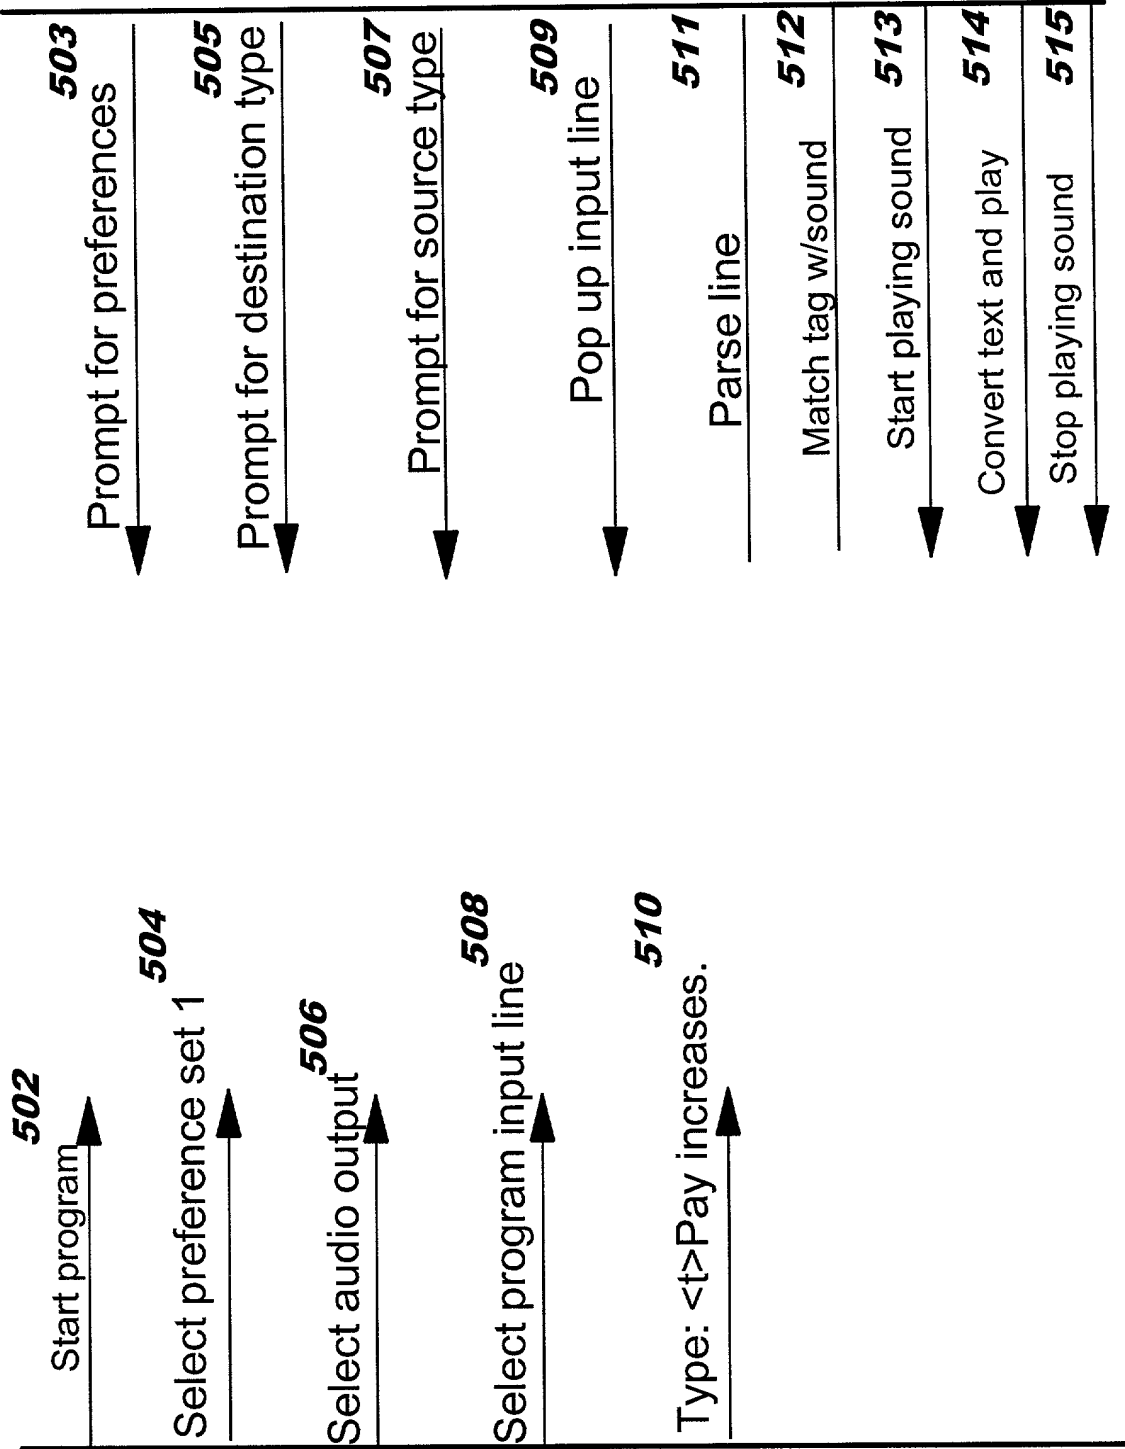 502
Start program
503
Prompt for preferences
504
Select preference set 1
505
Prompt for destination type
506
Select audio output
507
Prompt for source type
508
Select program input line
509
Pop up input line
510
Type: <t>Pay increases.
511
Parse line
512
Match tag w/sound
513
Start playing sound
514
Convert text and play
515
Stop playing sound